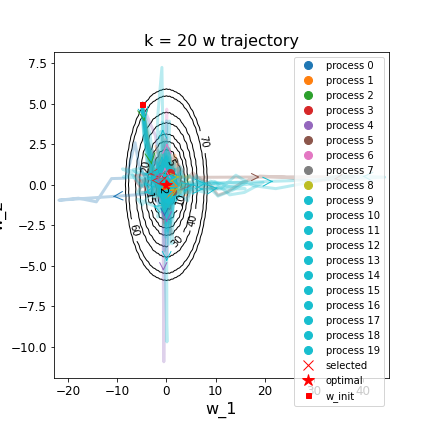 k = 20 w trajectory
7.5
5.0
2.5
0.0
−2.5
−5.0
−7.5
−10.0
−20
−10
0
10
20
40
w_1
70
60
40
30
process 0
process 1
process 2
process 3
process 4
process 5
process 6
process 7
process 8
process 9
process 10
process 11
process 12
process 13
process 14
process 15
process 16
process 17
process 18
process 19
selected
optimal
w_init